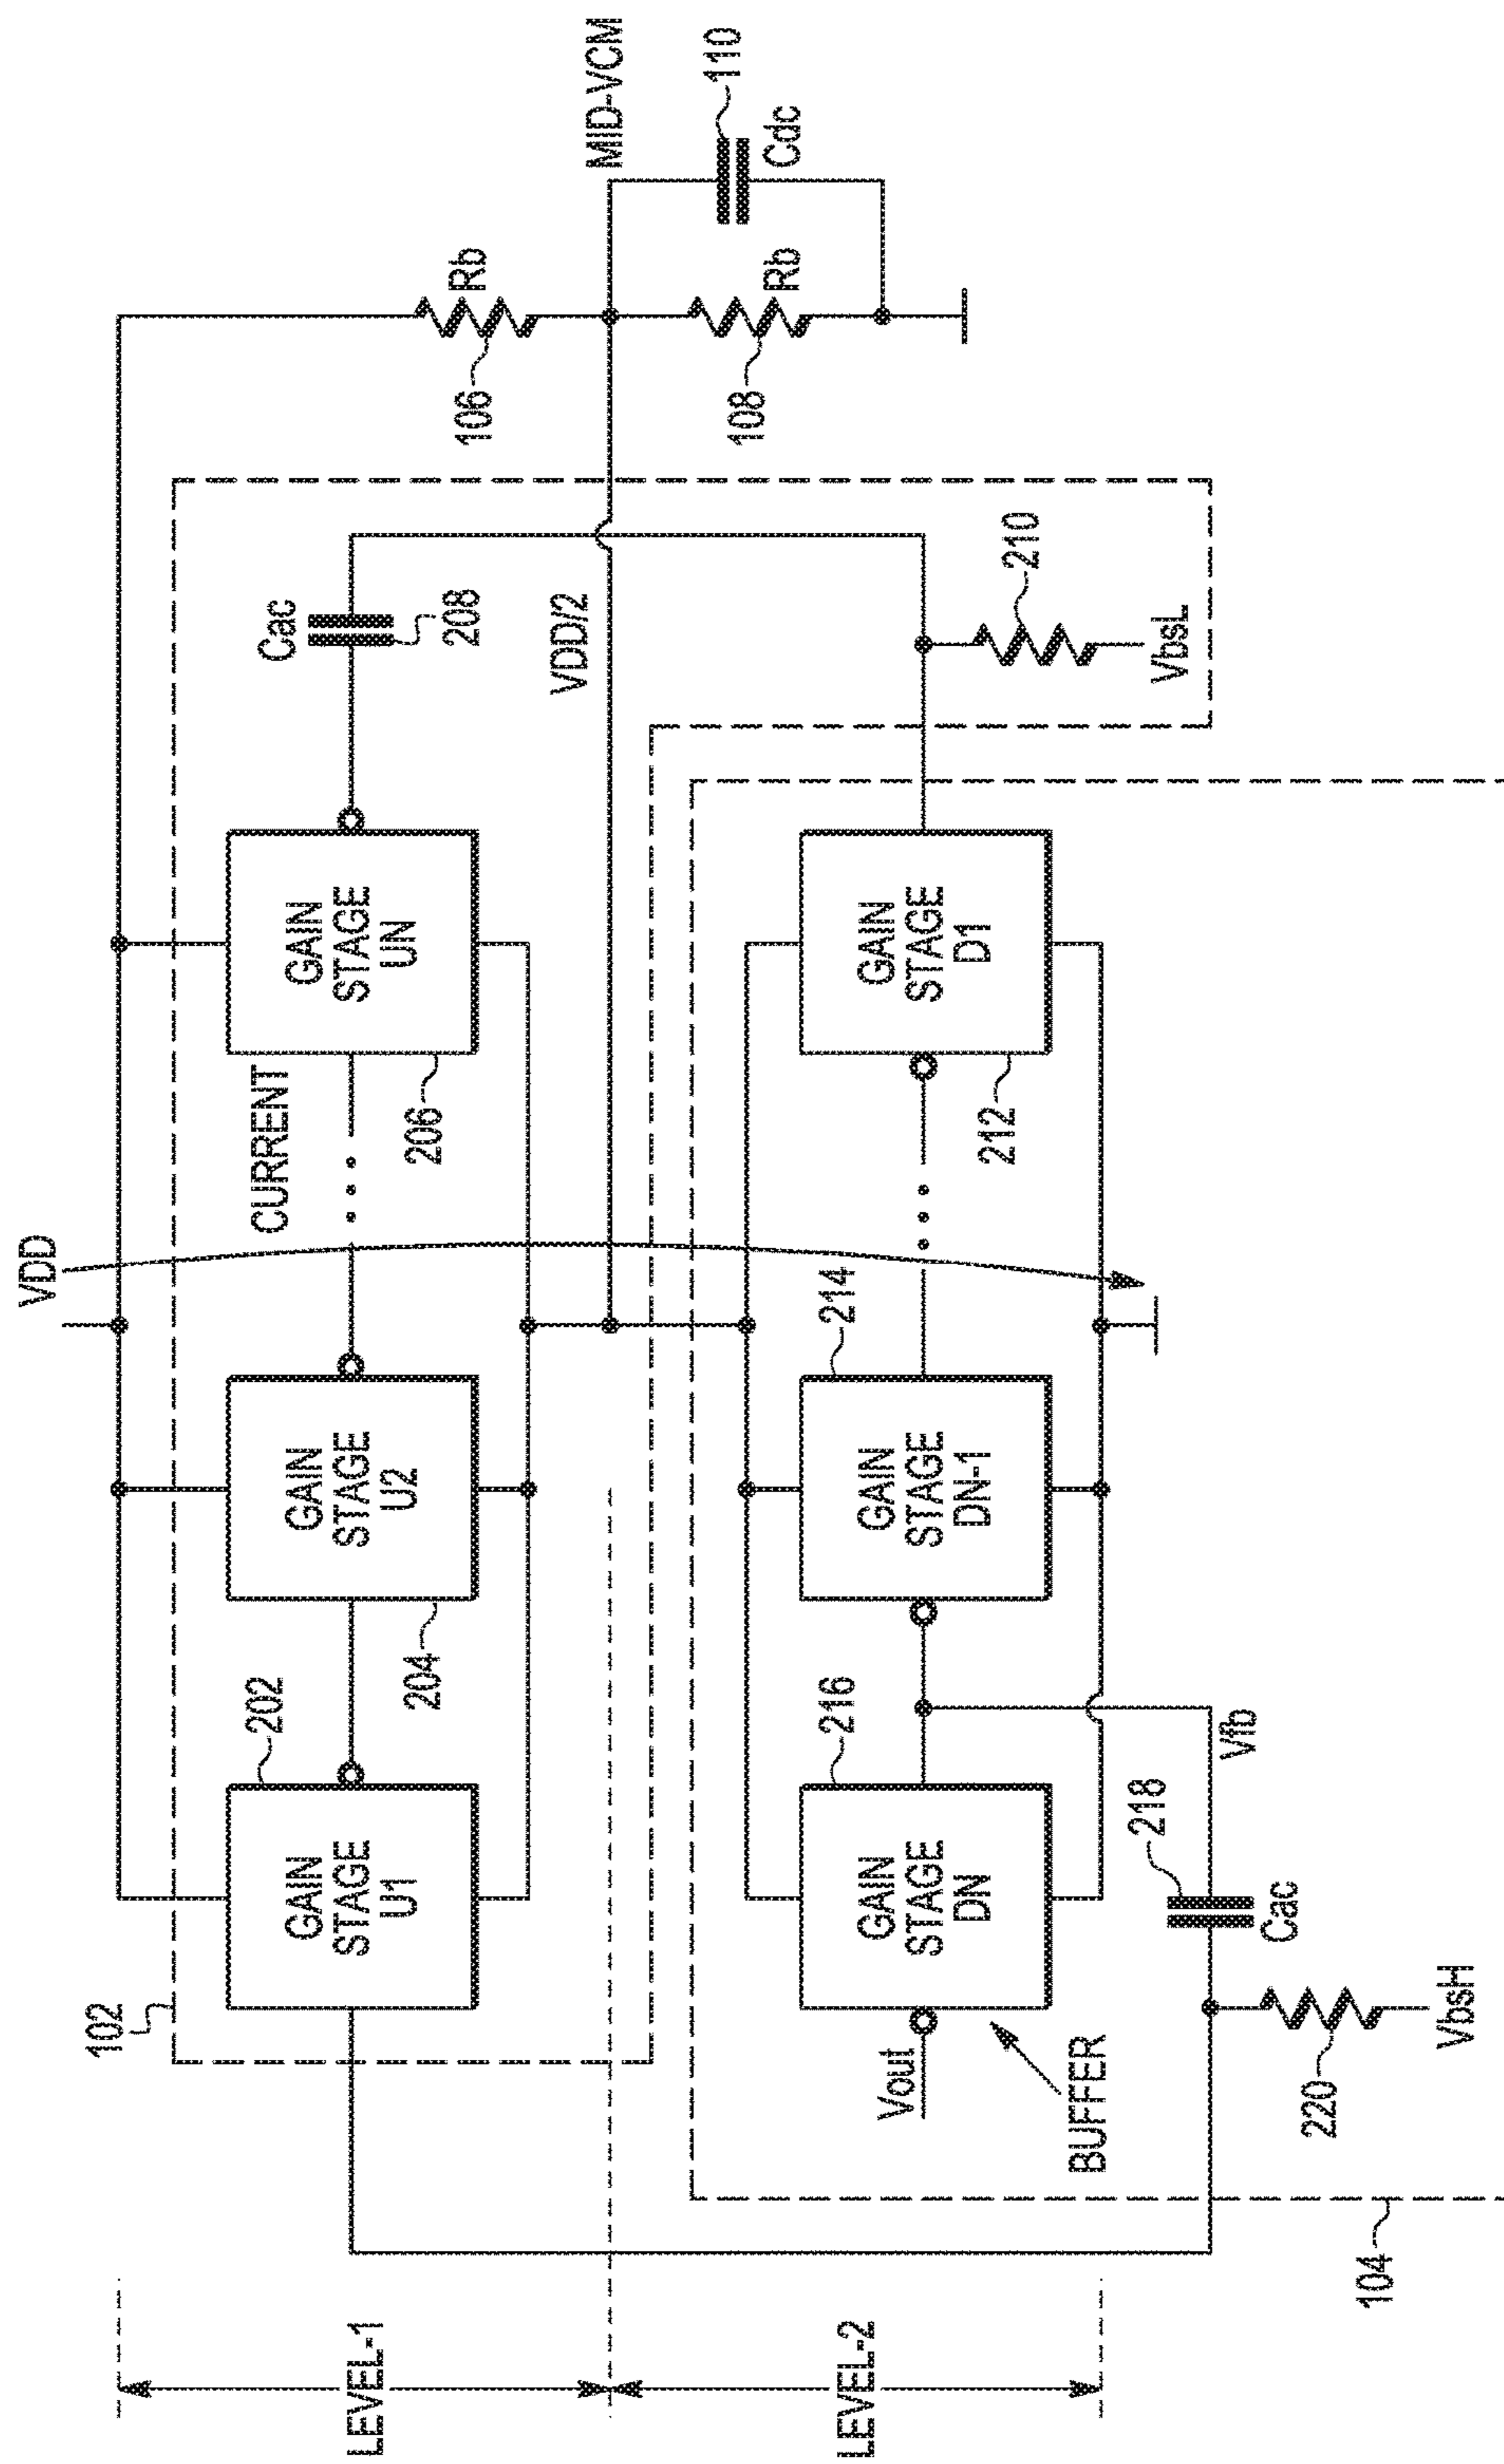 VDD
MID-VCM
102
202
GAIN
STAGE
U1
204
GAIN
STAGE
U2
CURRENT
206
GAIN
STAGE
UN
Cac
208
106
Rb
110
Cdc
108
Rb
VDD/2
LEVEL-1
LEVEL-2
Vout
BUFFER
216
GAIN
STAGE
DN
214
GAIN
STAGE
DN-1
212
GAIN
STAGE
D1
210
VbsL
Vfb
218
Cac
220
VbsH
104